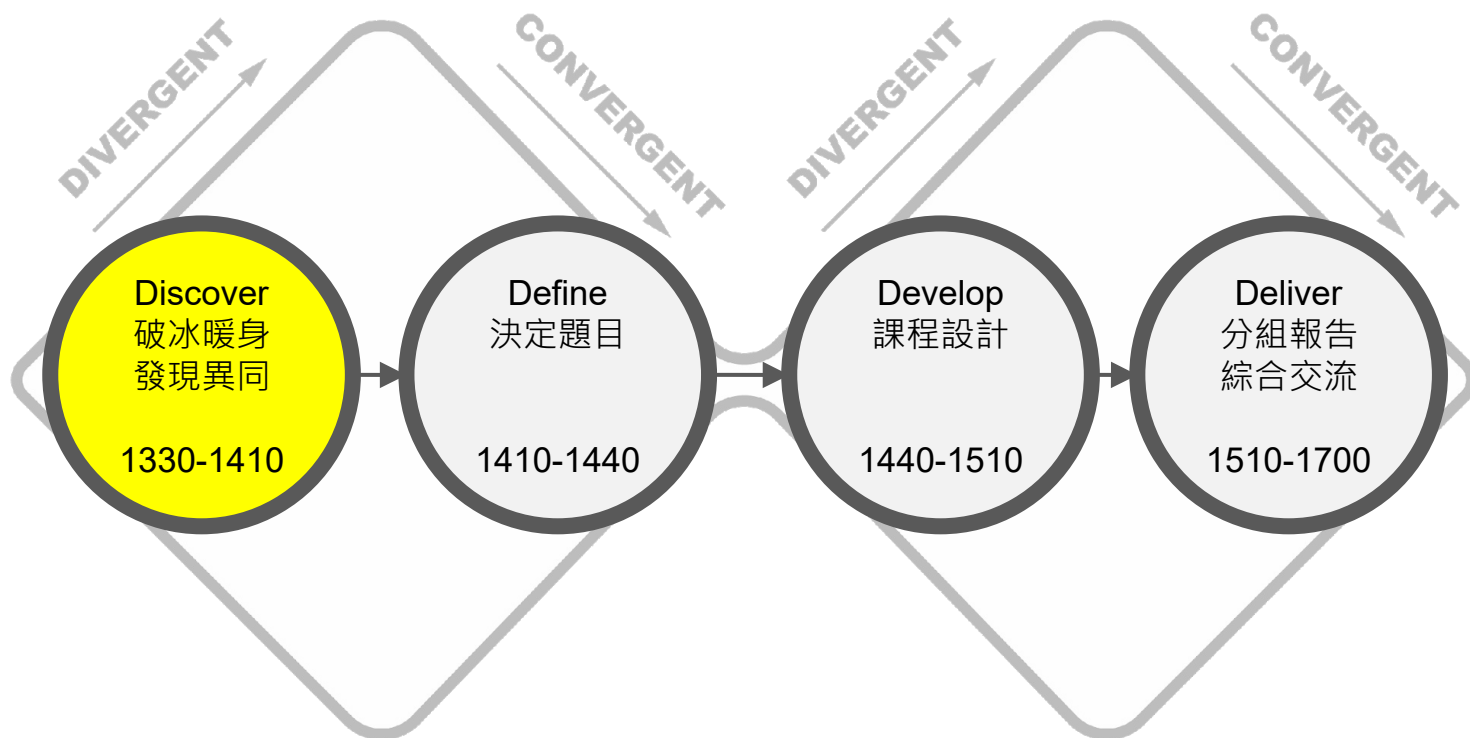 DIVERGENT
CONVERGENT
DIVERGENT
CONVERGENT
Discover
破冰暖身
發現異同
1330-1410
Define
決定題目
1410-1440
Develop
課程設計
1440-1510
Deliver
分組報告
綜合交流
1510-1700